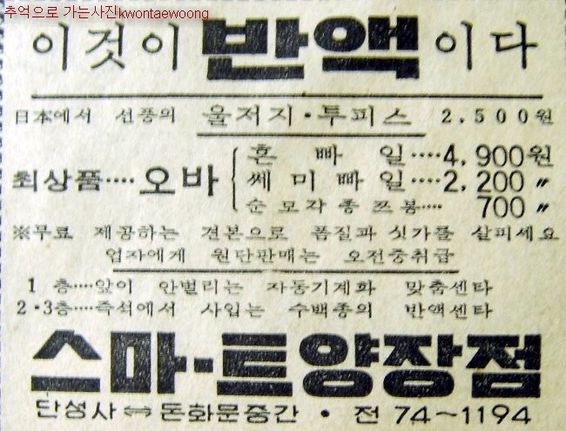 추억으로 가는사진kwontaewoong
이것이 반액이다
日本에서 선풍의 울저지·투피스 2,500원
최상품····오바
혼 빠 일····4,900원
쎄미빠일····2,200〃
순모각종쯔봉···· 700〃
※무료 제공하는 견본으로 품질과 싯가를 살피세요
업자에게 원단판매는 오전중취급
1 층····앞이 안벌리는 자동기계화 맞춤센타
2·3층····즉석에서 사입는 수백종의 반액센타
스마-트양장점
단성사⇔돈화문중간 · 전 74~1194